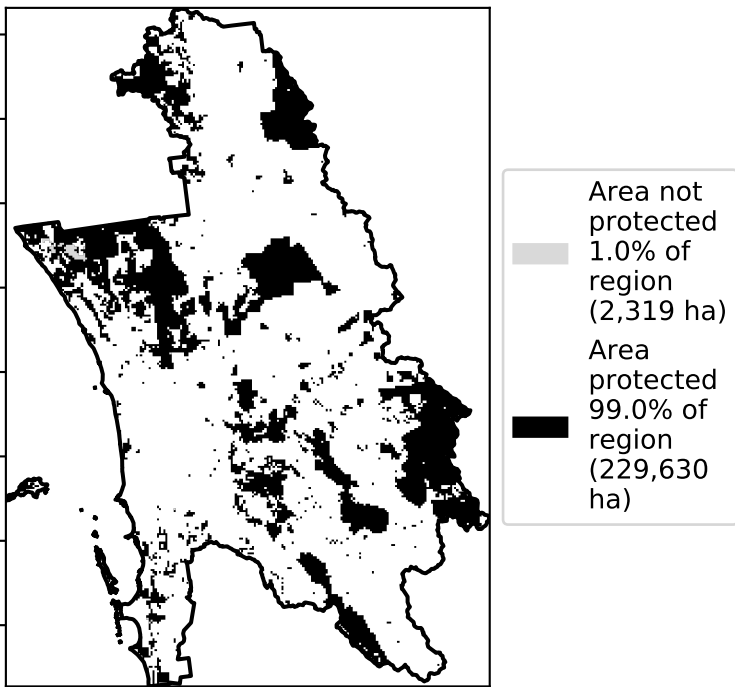 Area not
protected
1.0% of
region
(2,319 ha)
Area
protected
99.0% of
region
(229,630
ha)